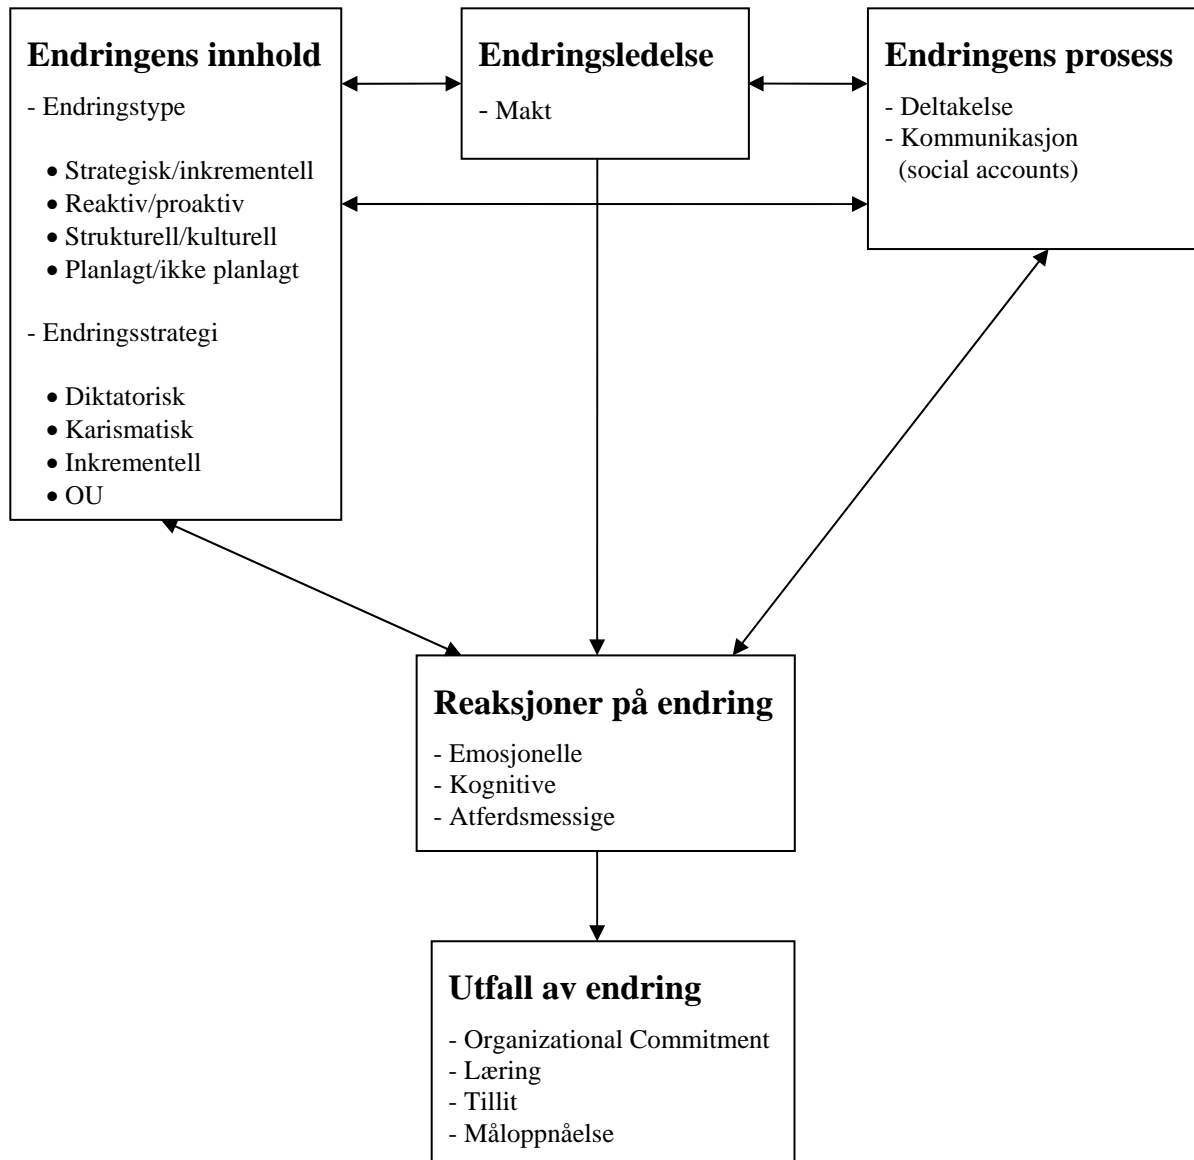 Endringens innhold
- Endringstype
• Strategisk/inkrementell
• Reaktiv/proaktiv
• Strukturell/kulturell
• Planlagt/ikke planlagt
- Endringsstrategi
• Diktatorisk
• Karismatisk
• Inkrementell
• OU
Endringsledelse
- Makt
Endringens prosess
- Deltakelse
- Kommunikasjon
(social accounts)
Reaksjoner på endring
- Emosjonelle
- Kognitive
- Atferdsmessige
Utfall av endring
- Organizational Commitment
- Læring
- Tillit
- Måloppnåelse